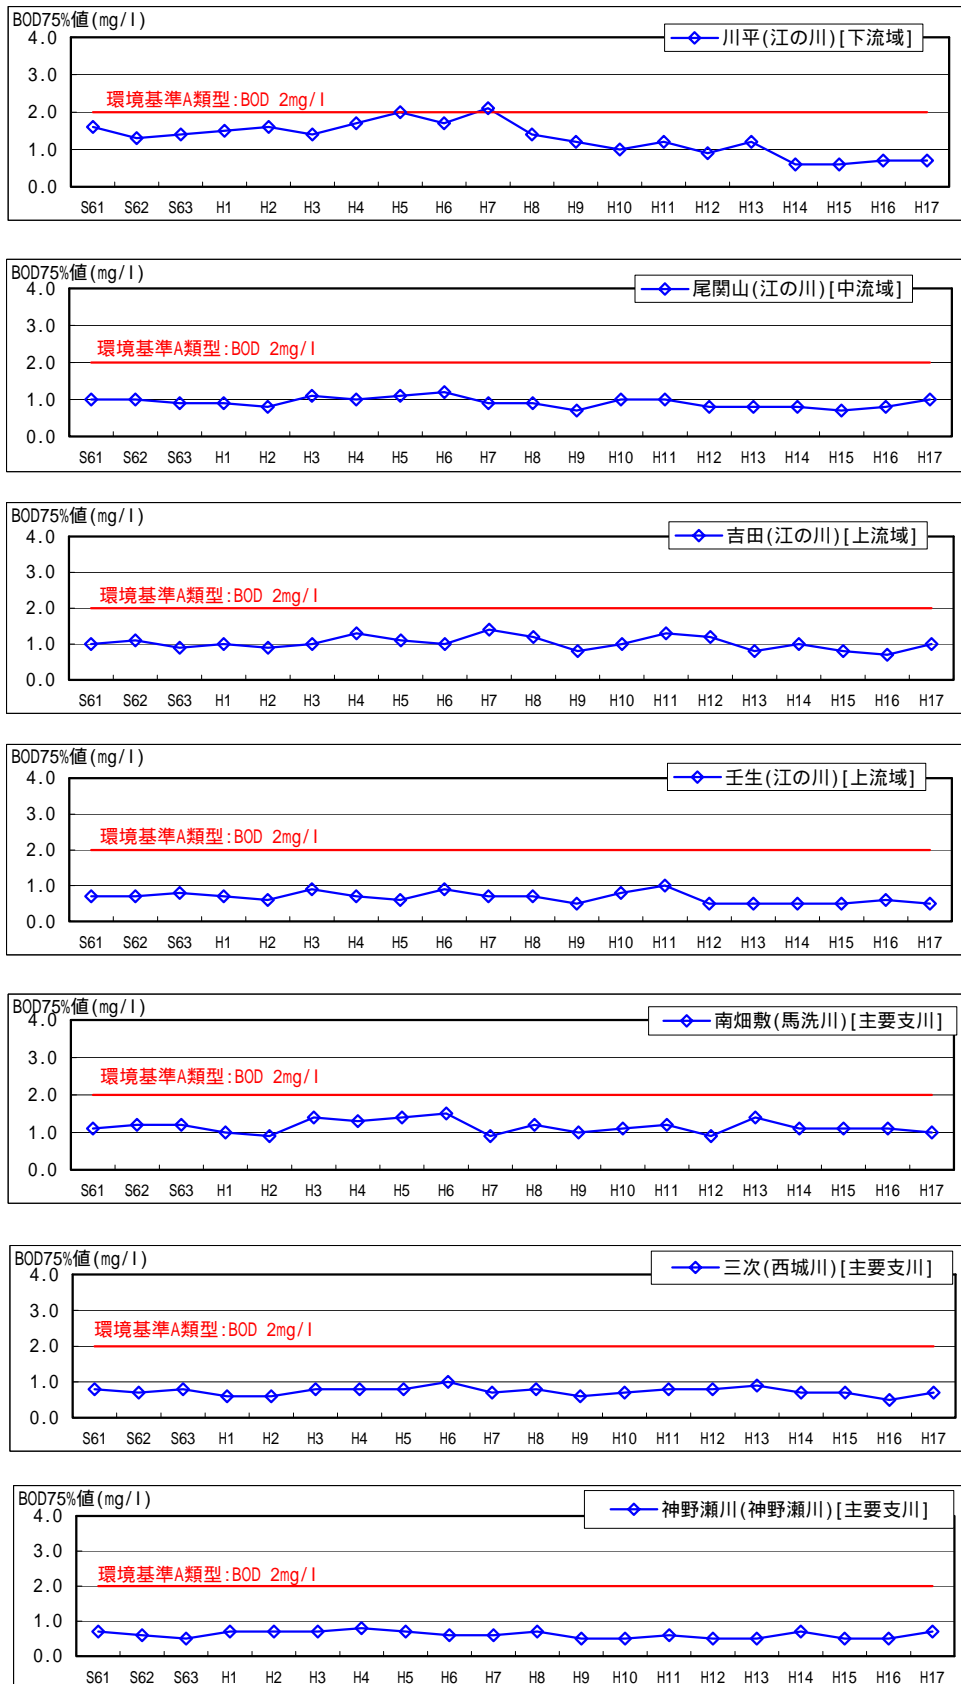 BOD75%値(mg/l)
川平(江の川)[下流域]
4.0
3.0
環境基準A類型:BOD 2mg/l
2.0
1.0
0.0
S61 S62 S63 H1 H2 H3 H4 H5 H6 H7 H8 H9 H10 H11 H12 H13 H14 H15 H16 H17
BOD75%値(mg/l)
尾関山(江の川)[中流域]
4.0
3.0
環境基準A類型:BOD 2mg/l
2.0
1.0
0.0
S61 S62 S63 H1 H2 H3 H4 H5 H6 H7 H8 H9 H10 H11 H12 H13 H14 H15 H16 H17
BOD75%値(mg/l)
吉田(江の川)[上流域]
4.0
3.0
環境基準A類型:BOD 2mg/l
2.0
1.0
0.0
S61 S62 S63 H1 H2 H3 H4 H5 H6 H7 H8 H9 H10 H11 H12 H13 H14 H15 H16 H17
BOD75%値(mg/l)
壬生(江の川)[上流域]
4.0
3.0
環境基準A類型:BOD 2mg/l
2.0
1.0
0.0
S61 S62 S63 H1 H2 H3 H4 H5 H6 H7 H8 H9 H10 H11 H12 H13 H14 H15 H16 H17
BOD75%値(mg/l)
南畑敷(馬洗川)[主要支川]
4.0
3.0
環境基準A類型:BOD 2mg/l
2.0
1.0
0.0
S61 S62 S63 H1 H2 H3 H4 H5 H6 H7 H8 H9 H10 H11 H12 H13 H14 H15 H16 H17
BOD75%値(mg/l)
三次(西城川)[主要支川]
4.0
3.0
環境基準A類型:BOD 2mg/l
2.0
1.0
0.0
S61 S62 S63 H1 H2 H3 H4 H5 H6 H7 H8 H9 H10 H11 H12 H13 H14 H15 H16 H17
BOD75%値(mg/l)
神野瀬川(神野瀬川)[主要支川]
4.0
3.0
環境基準A類型:BOD 2mg/l
2.0
1.0
0.0
S61 S62 S63 H1 H2 H3 H4 H5 H6 H7 H8 H9 H10 H11 H12 H13 H14 H15 H16 H17